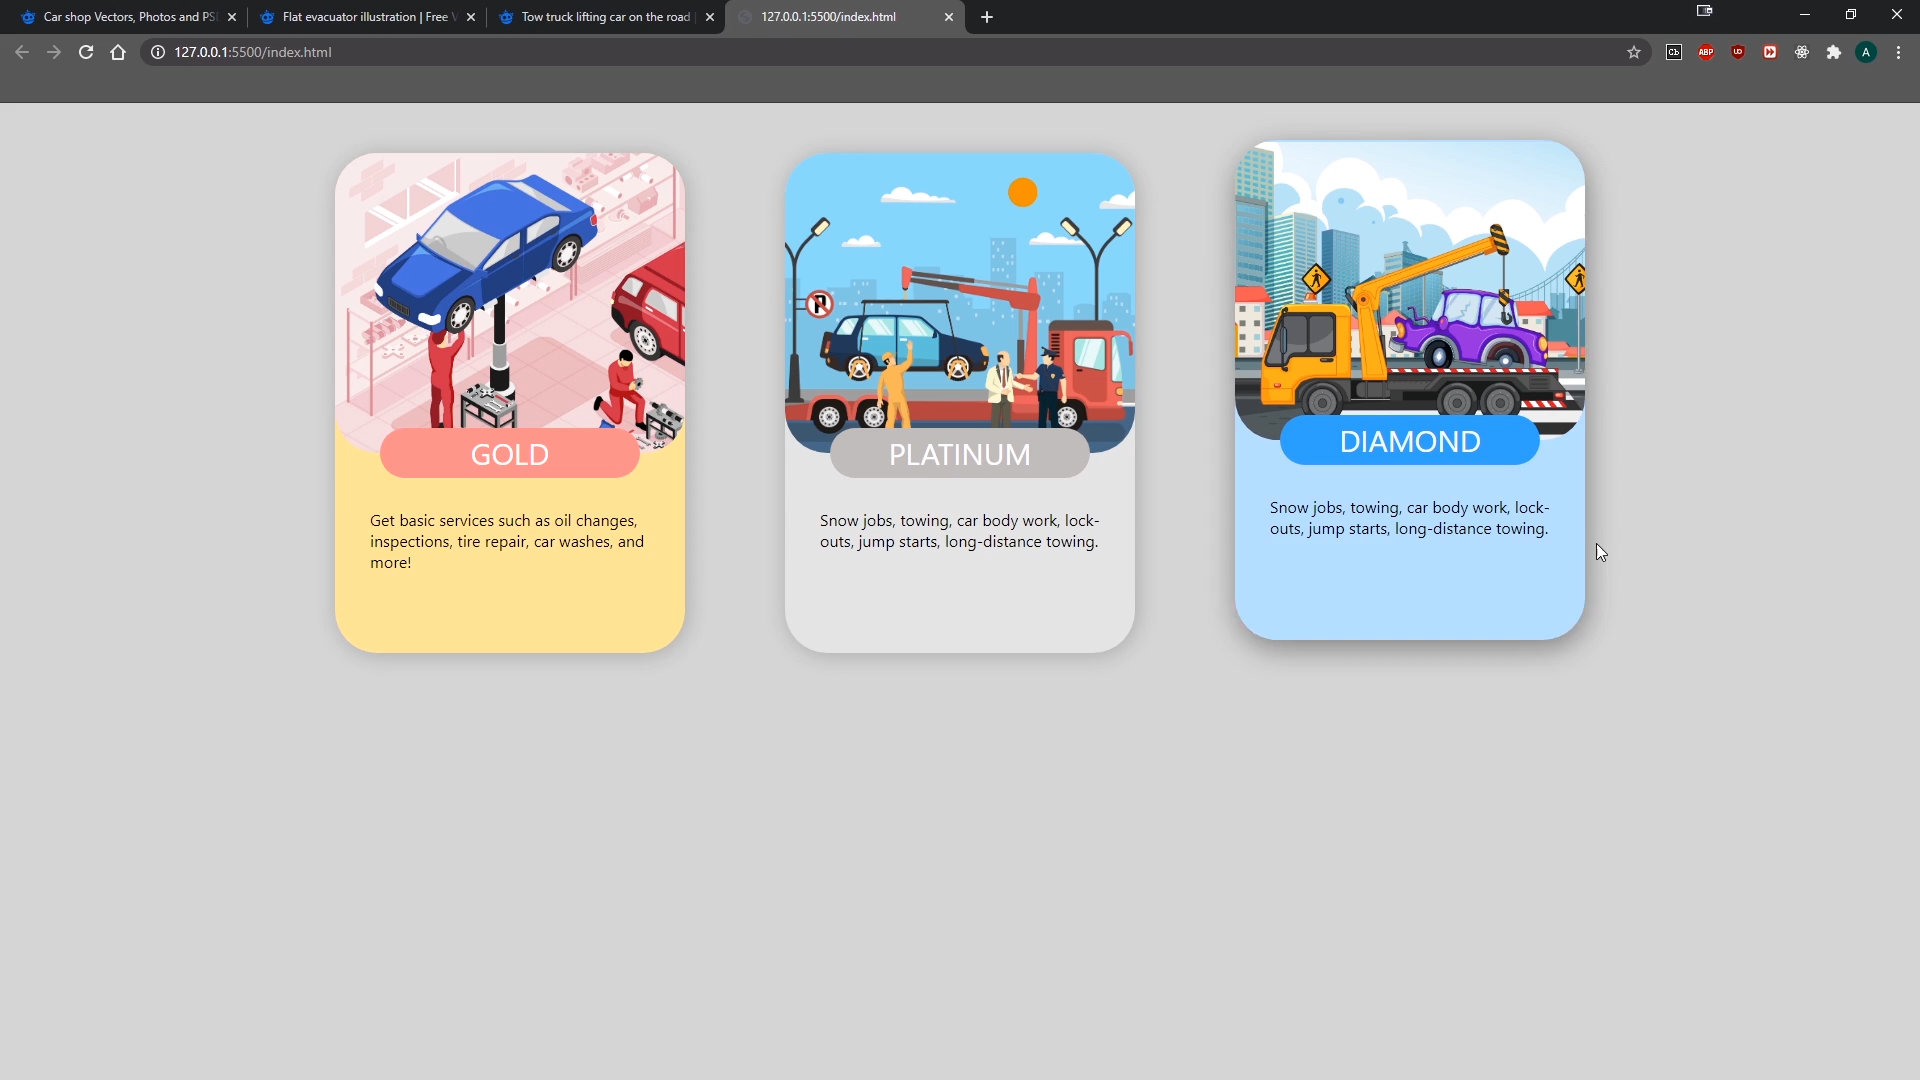 Car shop Vectors, Photos and PS
Flat evacuator illustration | Free V
Tow truck lifting car on the road
127.0.0.1:5500/index.html
127.0.0.1:5500/index.html
Cb
ABP
UD
A
GOLD
Get basic services such as oil changes,
inspections, tire repair, car washes, and
more!
PLATINUM
Snow jobs, towing, car body work, lock-
outs, jump starts, long-distance towing.
DIAMOND
Snow jobs, towing, car body work, lock-
outs, jump starts, long-distance towing.